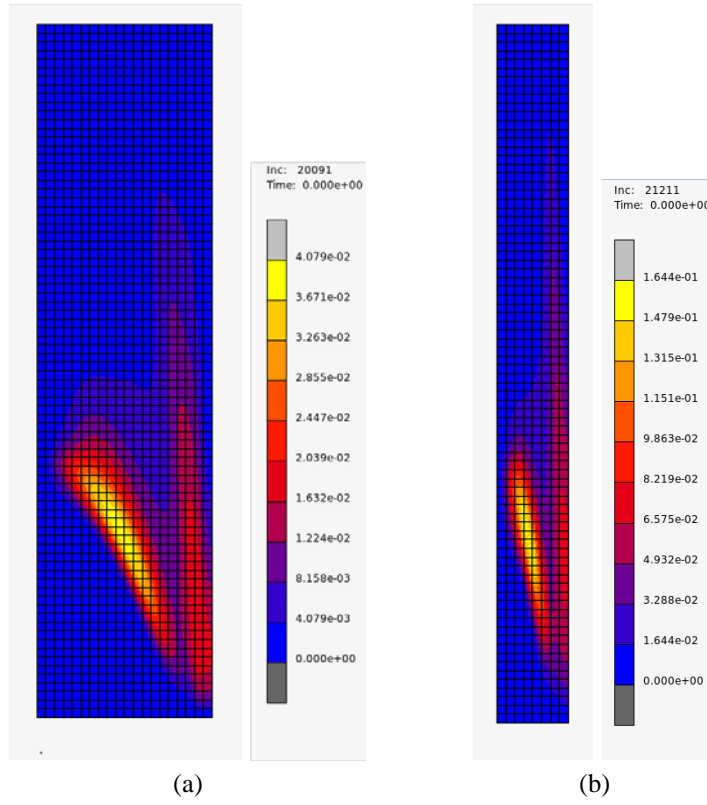 Inc: 20091
Time: 0.000e+00
4.079e-02
3.671e-02
3.263e-02
2.855e-02
2.447e-02
2.039e-02
1.632e-02
1.224e-02
8.158e-03
4.079e-03
0.000e+00
(a)
Inc: 21211
Time: 0.000e+00
1.644e-01
1.479e-01
1.315e-01
1.151e-01
9.863e-02
8.219e-02
6.575e-02
4.932e-02
3.288e-02
1.644e-02
0.000e+00
(b)